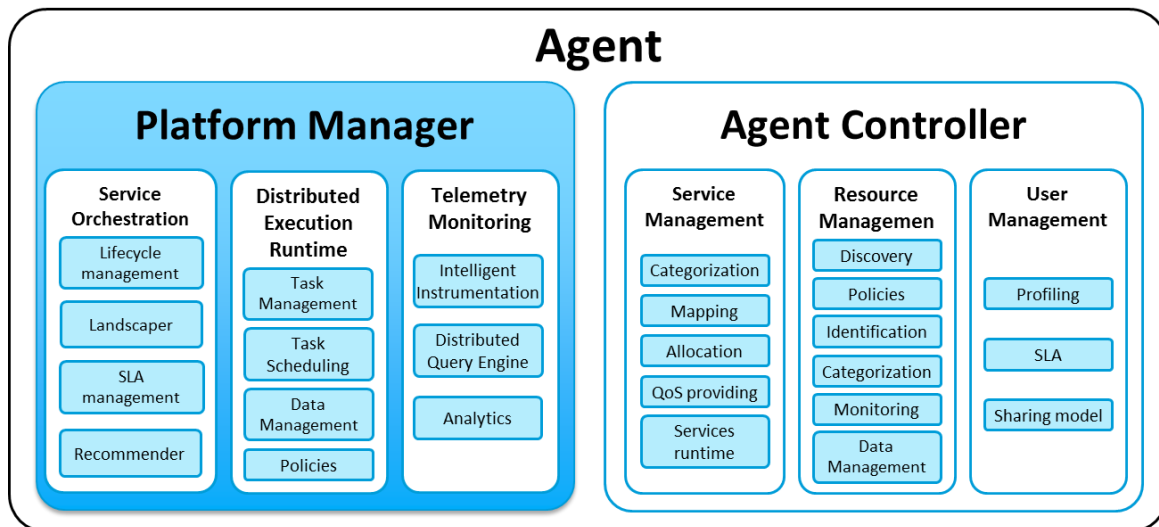 Agent
Platform Manager
Service
Orchestration
Lifecycle
management
Landscaper
SLA
management
Recommender
Distributed
Execution
Runtime
Task
Management
Task
Scheduling
Data
Management
Policies
Telemetry
Monitoring
Intelligent
Instrumentation
Distributed
Query Engine
Analytics
Agent Controller
Service
Management
Categorization
Mapping
Allocation
QoS providing
Services
runtime
Resource
Managemen
Discovery
Policies
Identification
Categorization
Monitoring
Data
Management
User
Management
Profiling
SLA
Sharing model